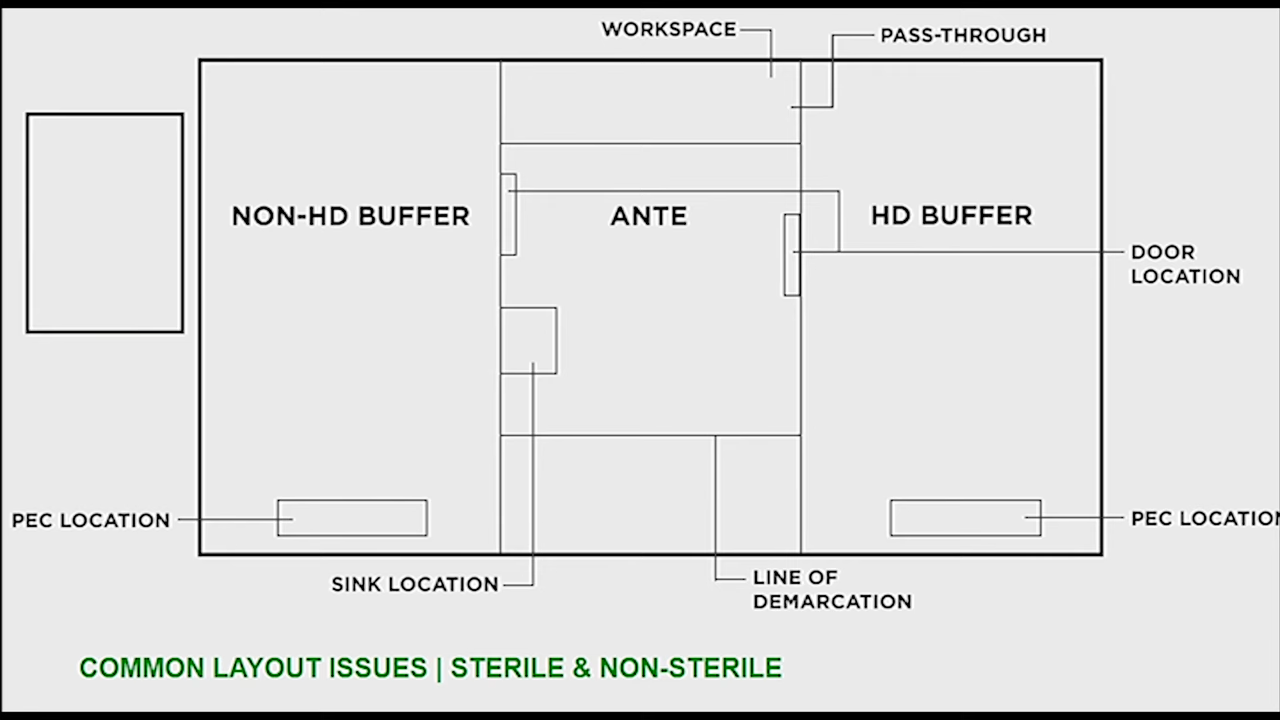 WORKSPACE
PASS-THROUGH
NON-HD BUFFER
ANTE
HD BUFFER
DOOR
LOCATION
PEC LOCATION
PEC LOCATION
SINK LOCATION
LINE OF
DEMARCATION
COMMON LAYOUT ISSUES | STERILE & NON-STERILE